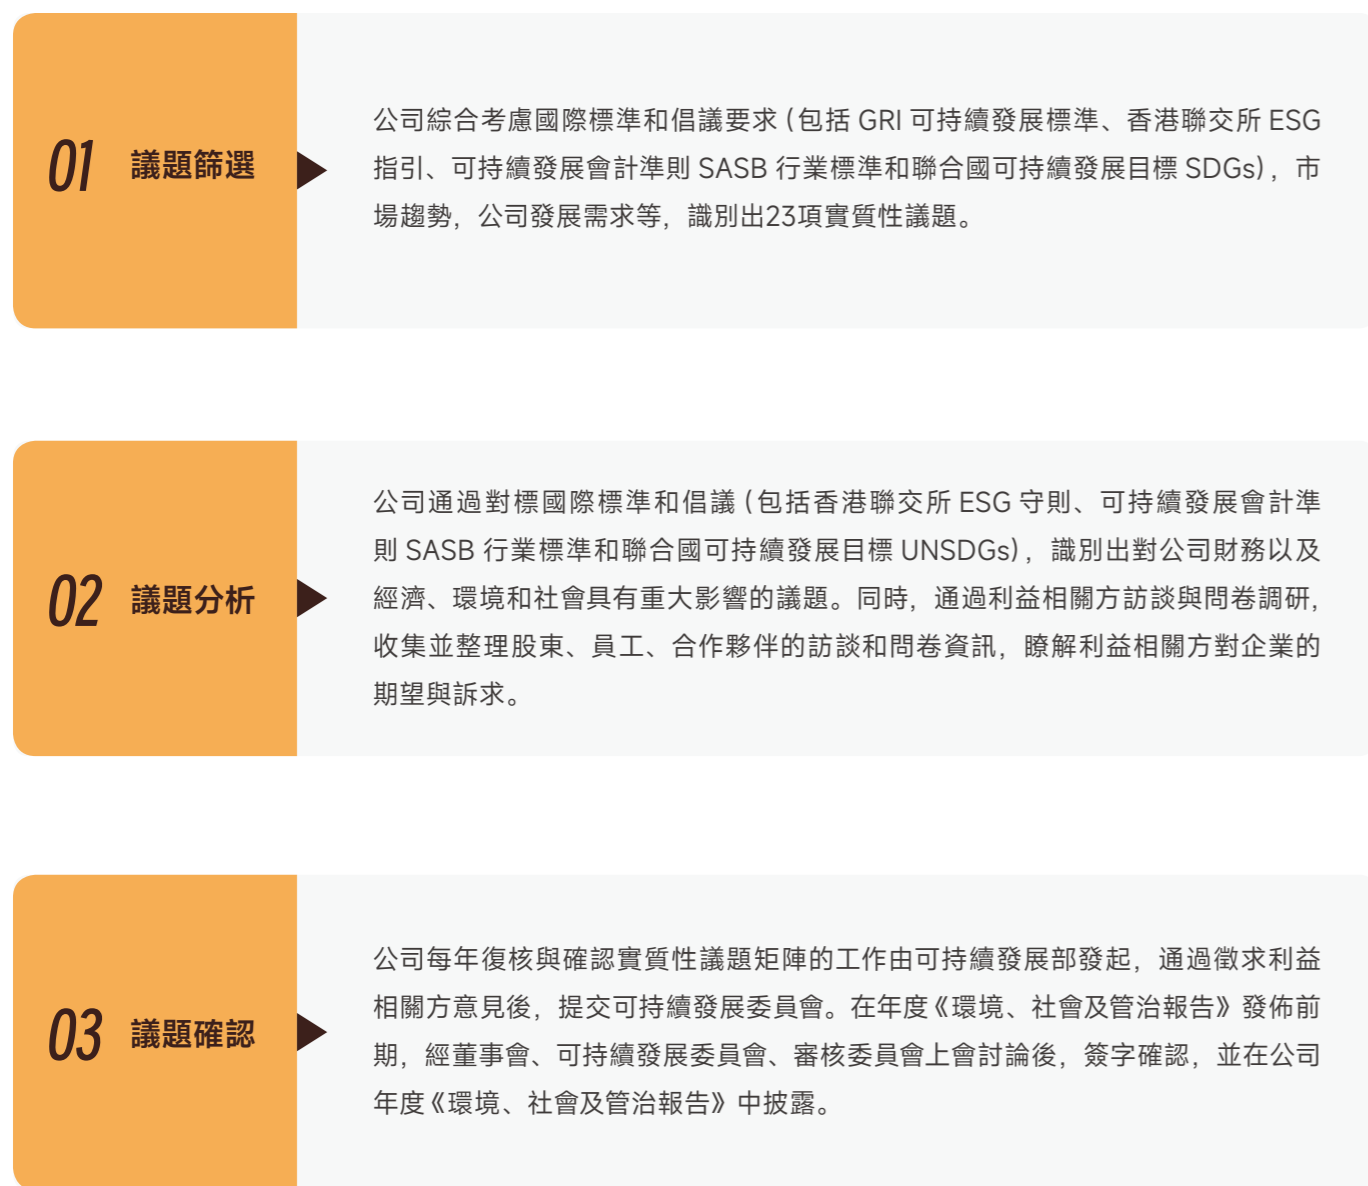 01 議題篩選
公司綜合考慮國際標準和倡議要求（包括 GRI 可持續發展標準、香港聯交所 ESG
指引、可持續發展會計準則 SASB 行業標準和聯合國可持續發展目標 SDGs），市
場趨勢，公司發展需求等，識別出23項實質性議題。
02 議題分析
公司通過對標國際標準和倡議（包括香港聯交所 ESG 守則、可持續發展會計準
則 SASB 行業標準和聯合國可持續發展目標 UNSDGs），識別出對公司財務以及
經濟、環境和社會具有重大影響的議題。同時，通過利益相關方訪談與問卷調研，
收集並整理股東、員工、合作夥伴的訪談和問卷資訊，瞭解利益相關方對企業的
期望與訴求。
03 議題確認
公司每年復核與確認實質性議題矩陣的工作由可持續發展部發起，通過徵求利益
相關方意見後，提交可持續發展委員會。在年度《環境、社會及管治報告》發佈前
期，經董事會、可持續發展委員會、審核委員會上會討論後，簽字確認，並在公司
年度《環境、社會及管治報告》中披露。